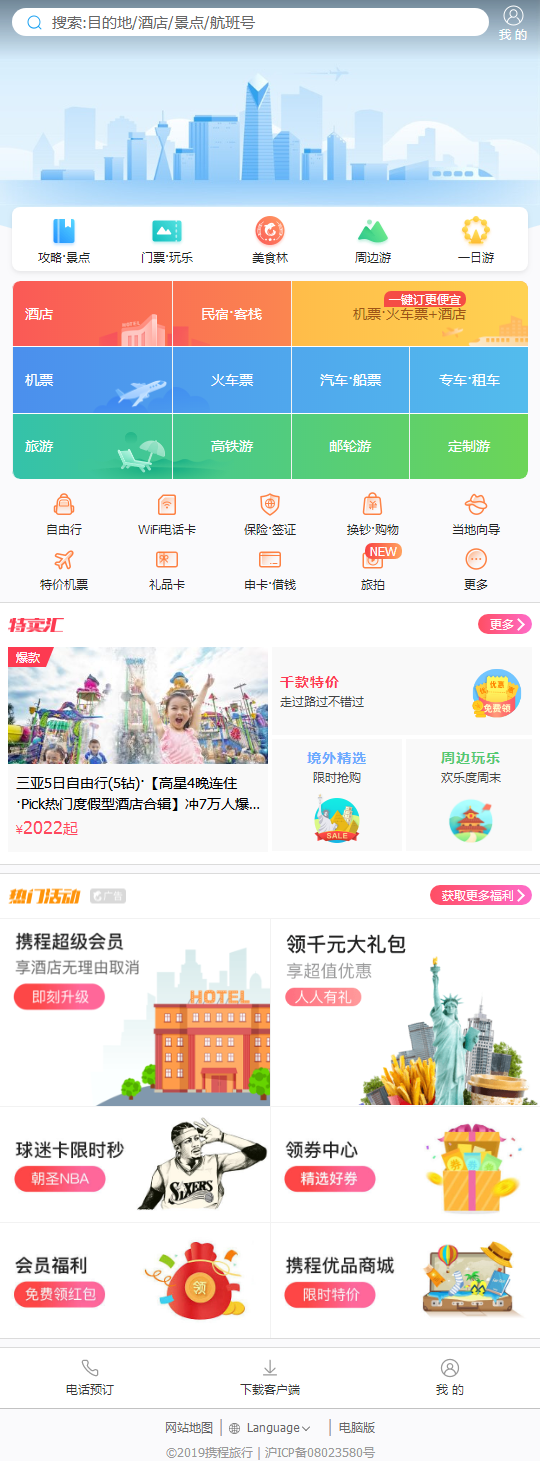 搜索:目的地/酒店/景点/航班号
我 的
攻略·景点
门票·玩乐
美食林
周边游
一日游
酒店
民宿·客栈
一键订更便宜
机票·火车票+酒店
机票
火车票
汽车·船票
专车·租车
旅游
高铁游
邮轮游
定制游
自由行
WiFi电话卡
保险·签证
换钞·购物
当地向导
NEW
特价机票
礼品卡
申卡·借钱
旅拍
更多
特卖汇
更多
爆款
三亚5日自由行(5钻)·【高星4晚连住
·Pick热门度假型酒店合辑】冲7万人爆...
¥2022起
千款特价
走过路过不错过
优惠
免费领
境外精选
限时抢购
SALE
周边玩乐
欢乐度周末
热门活动
广告
获取更多福利
携程超级会员
享酒店无理由取消
即刻升级
HOTEL
领千元大礼包
享超值优惠
人人有礼
球迷卡限时秒
朝圣NBA
SIXERS
领券中心
精选好券
会员福利
免费领红包
领
携程优品商城
限时特价
电话预订
下载客户端
我 的
网站地图 | Language | 电脑版
©2019携程旅行 | 沪ICP备08023580号